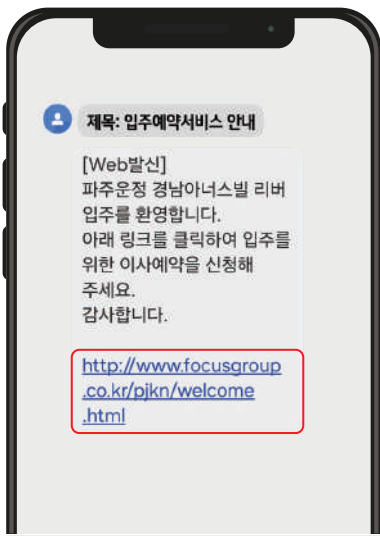 제목: 입주예약서비스 안내
[Web발신]
파주운정 경남아너스빌 리버
입주를 환영합니다.
아래 링크를 클릭하여 입주를
위한 이사예약을 신청해
주세요.
감사합니다.
http://www.focusgroup
.co.kr/pjkn/welcome
.html